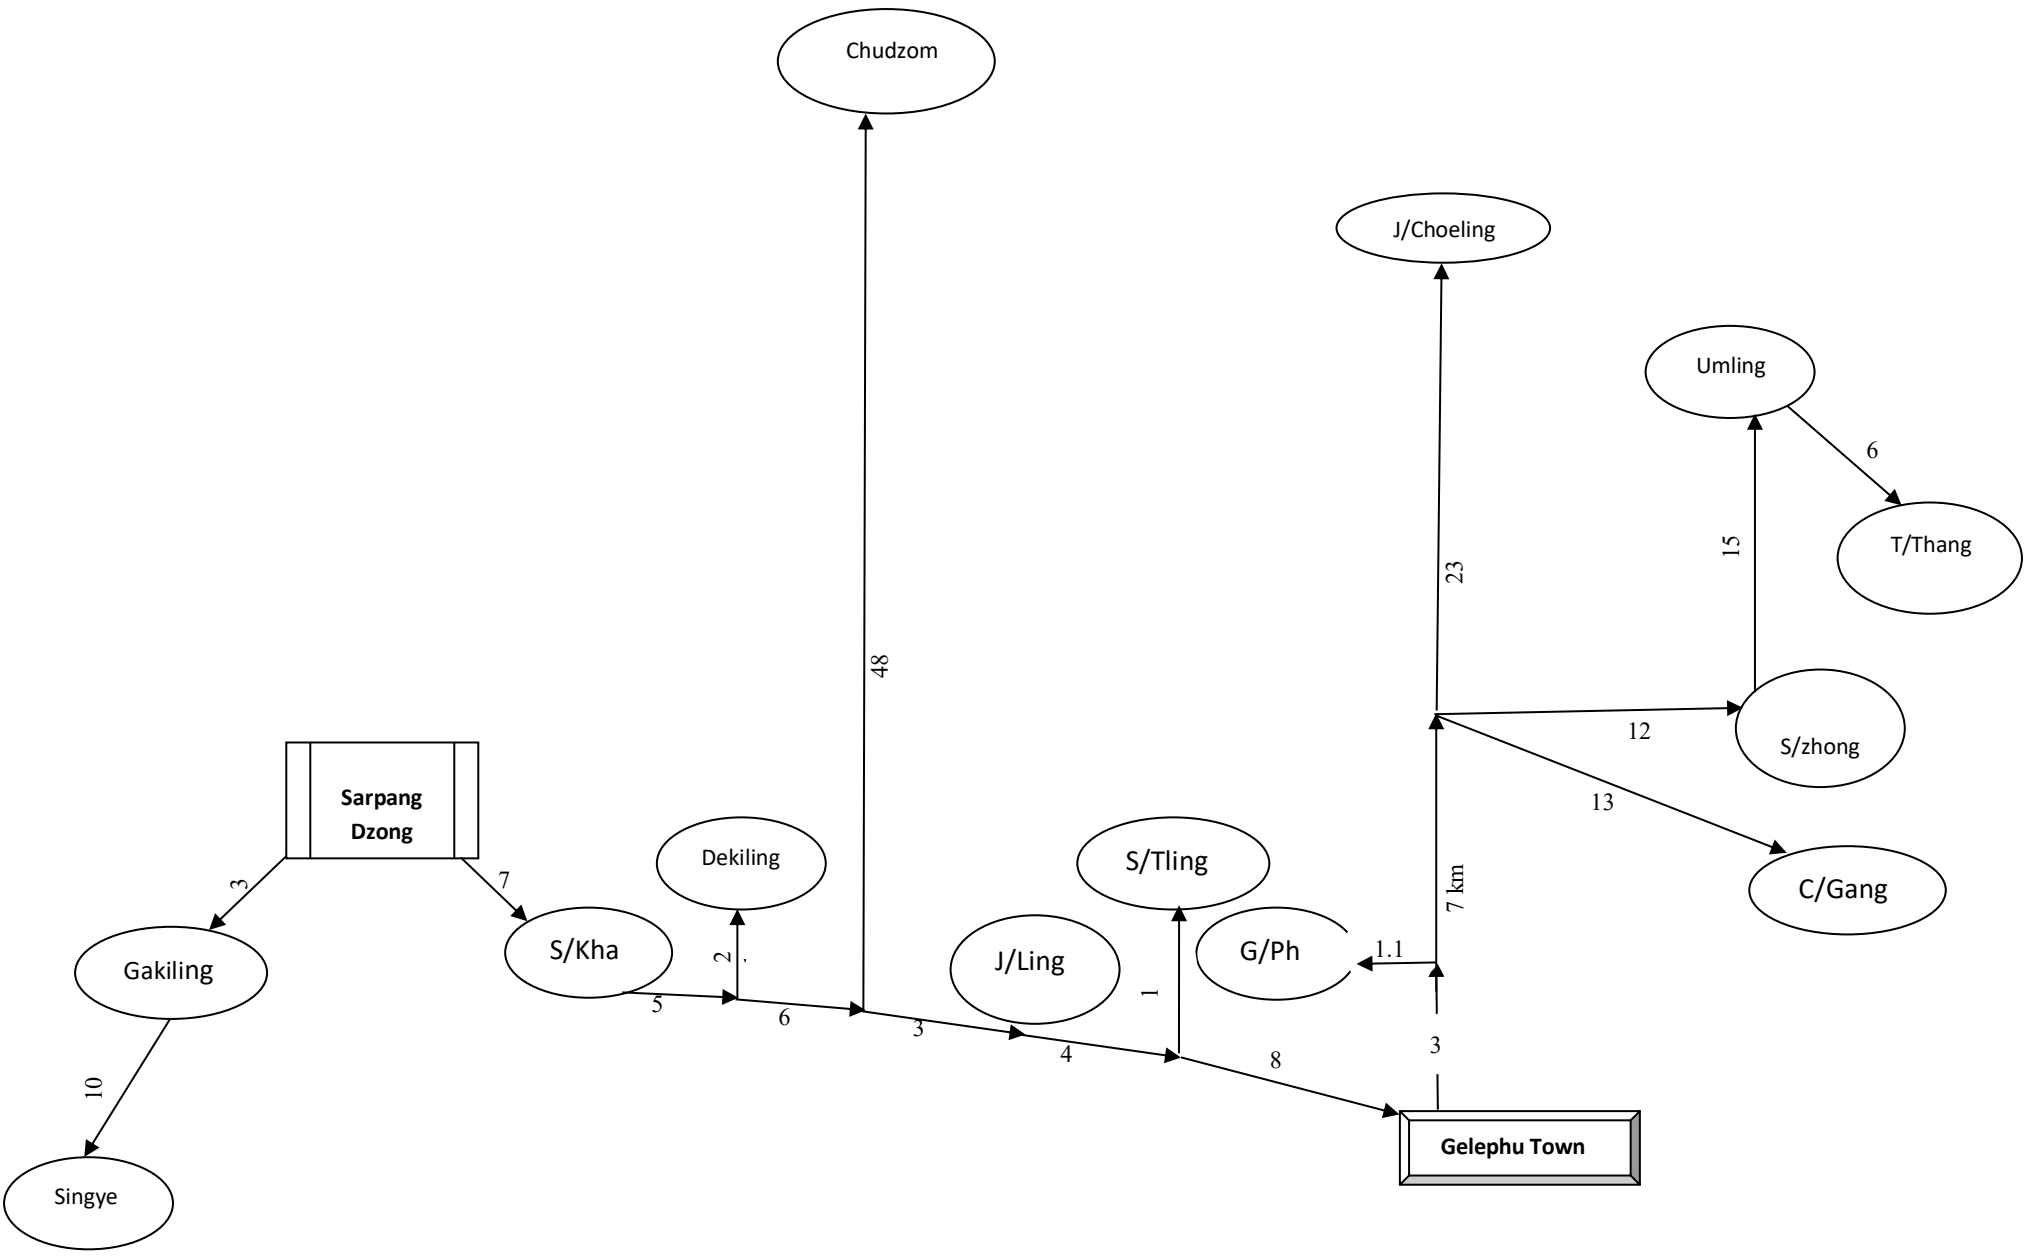 Chudzom
J/Choeling
Umling
6
T/Thang
15
23
48
12
S/zhong
13
Sarpang
Dzong
3
7
Dekiling
S/Tling
C/Gang
7 km
Gakiling
S/Kha
2
J/Ling
1
G/Ph
1.1
5
6
3
4
8
3
10
Gelephu Town
Singye